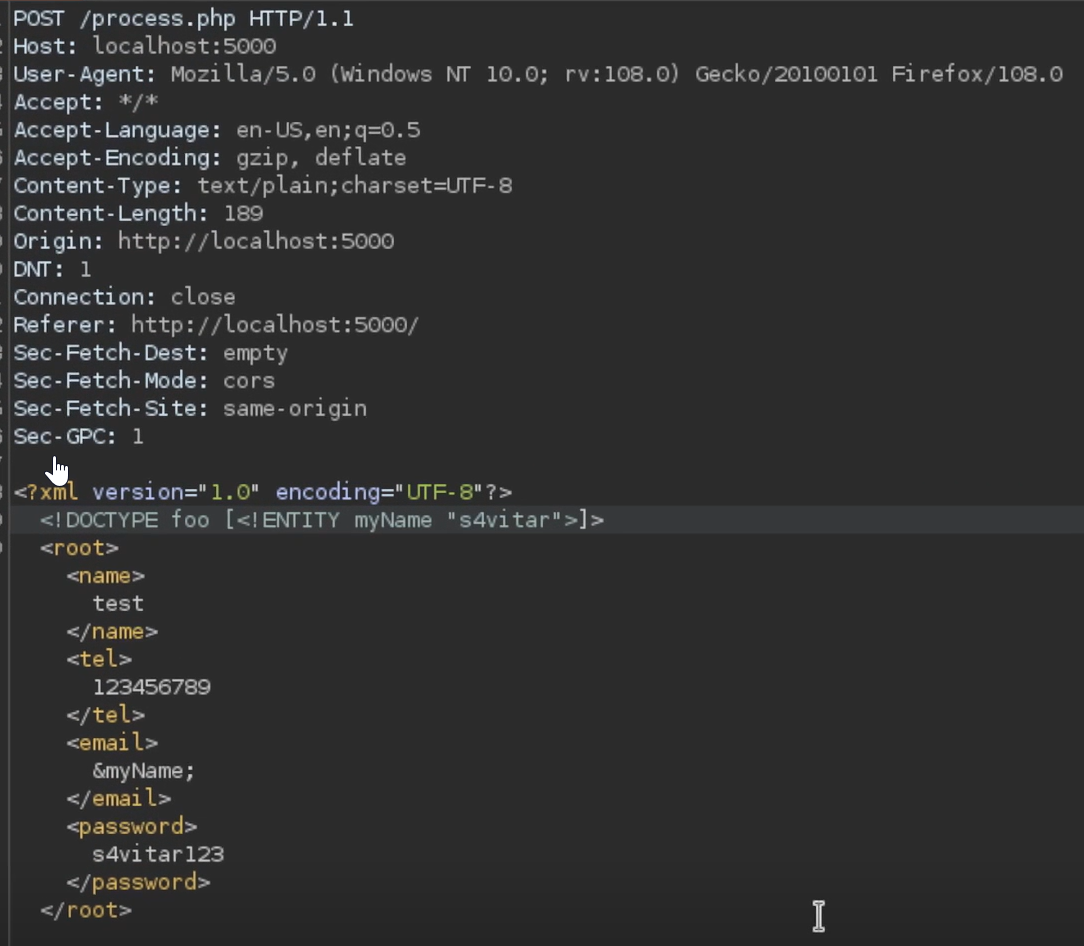 POST /process.php HTTP/1.1
Host: localhost:5000
User-Agent: Mozilla/5.0 (Windows NT 10.0; rv:108.0) Gecko/20100101 Firefox/108.0
Accept: */*
Accept-Language: en-US,en;q=0.5
Accept-Encoding: gzip, deflate
Content-Type: text/plain;charset=UTF-8
Content-Length: 189
Origin: http://localhost:5000
DNT: 1
Connection: close
Referer: http://localhost:5000/
Sec-Fetch-Dest: empty
Sec-Fetch-Mode: cors
Sec-Fetch-Site: same-origin
Sec-GPC: 1
<?xml version="1.0" encoding="UTF-8"?>
<!DOCTYPE foo [<!ENTITY myName "s4vitar">]>
<root>
<name>
test
</name>
<tel>
123456789
</tel>
<email>
&myName;
</email>
<password>
s4vitar123
</password>
</root>